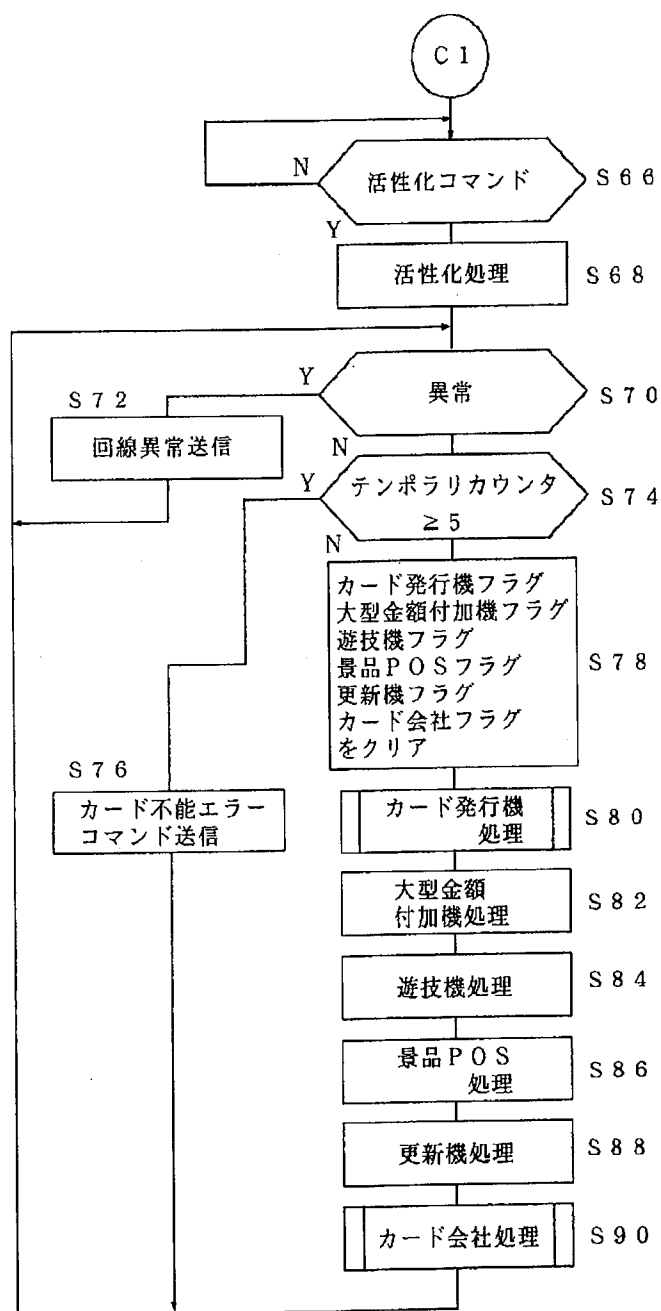 C1
N
活性化コマンド
S66
Y
活性化処理
S68
Y
異常
S70
S72
回線異常送信
N
Y
テンポラリカウンタ
≧5
S74
N
カード発行機フラグ
大型金額付加機フラグ
遊技機フラグ
景品POSフラグ
更新機フラグ
カード会社フラグ
をクリア
S78
S76
カード不能エラー
コマンド送信
カード発行機
処理
S80
大型金額
付加機処理
S82
遊技機処理
S84
景品POS
処理
S86
更新機処理
S88
カード会社処理
S90